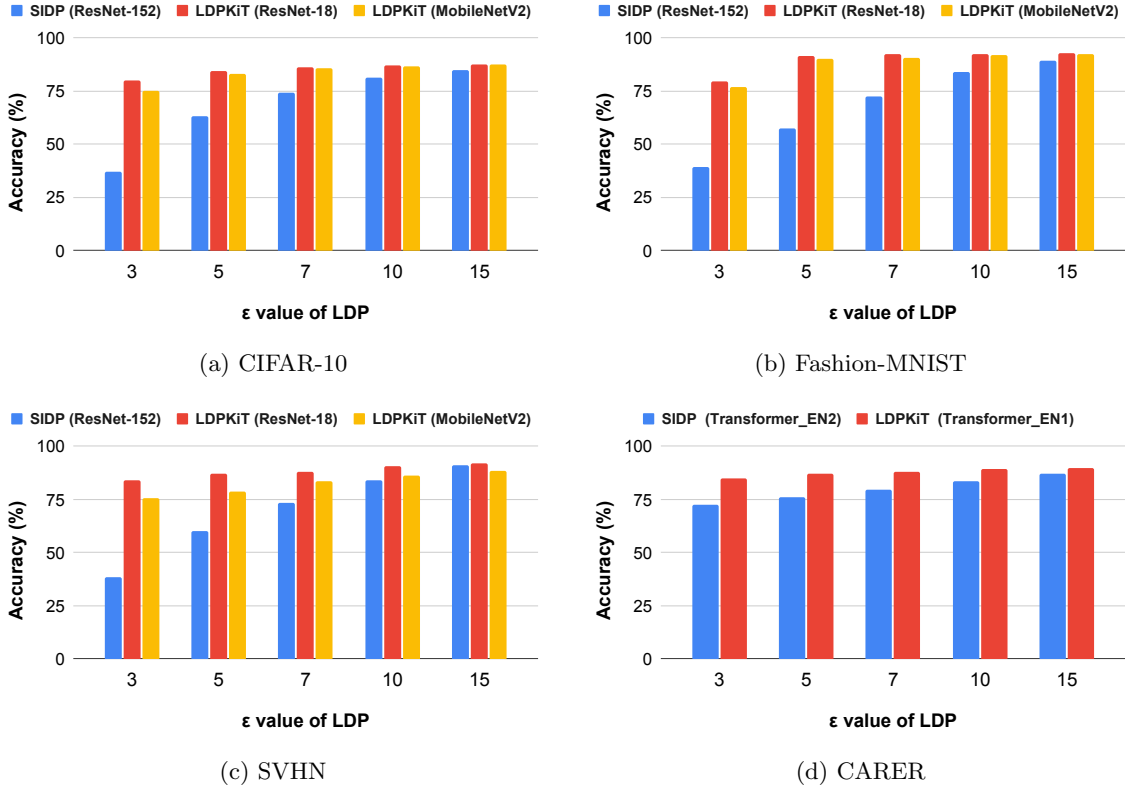 SIDP (ResNet-152) LDPKiT (ResNet-18) LDPKiT (MobileNetV2)
Accuracy (%)
100
75
50
25
0
3 5 7 10 15
ε value of LDP
(a) CIFAR-10
SIDP (ResNet-152) LDPKiT (ResNet-18) LDPKiT (MobileNetV2)
Accuracy (%)
100
75
50
25
0
3 5 7 10 15
ε value of LDP
(b) Fashion-MNIST
SIDP (ResNet-152) LDPKiT (ResNet-18) LDPKiT (MobileNetV2)
Accuracy (%)
100
75
50
25
0
3 5 7 10 15
ε value of LDP
(c) SVHN
SIDP (Transformer_EN2) LDPKiT (Transformer_EN1)
Accuracy (%)
100
75
50
25
0
3 5 7 10 15
ε value of LDP
(d) CARER